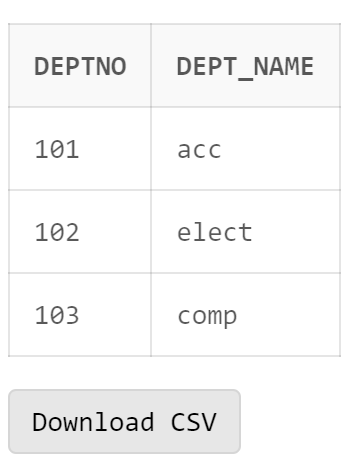 DEPTNO DEPT_NAME
101 acc
102 elect
103 comp
Download CSV